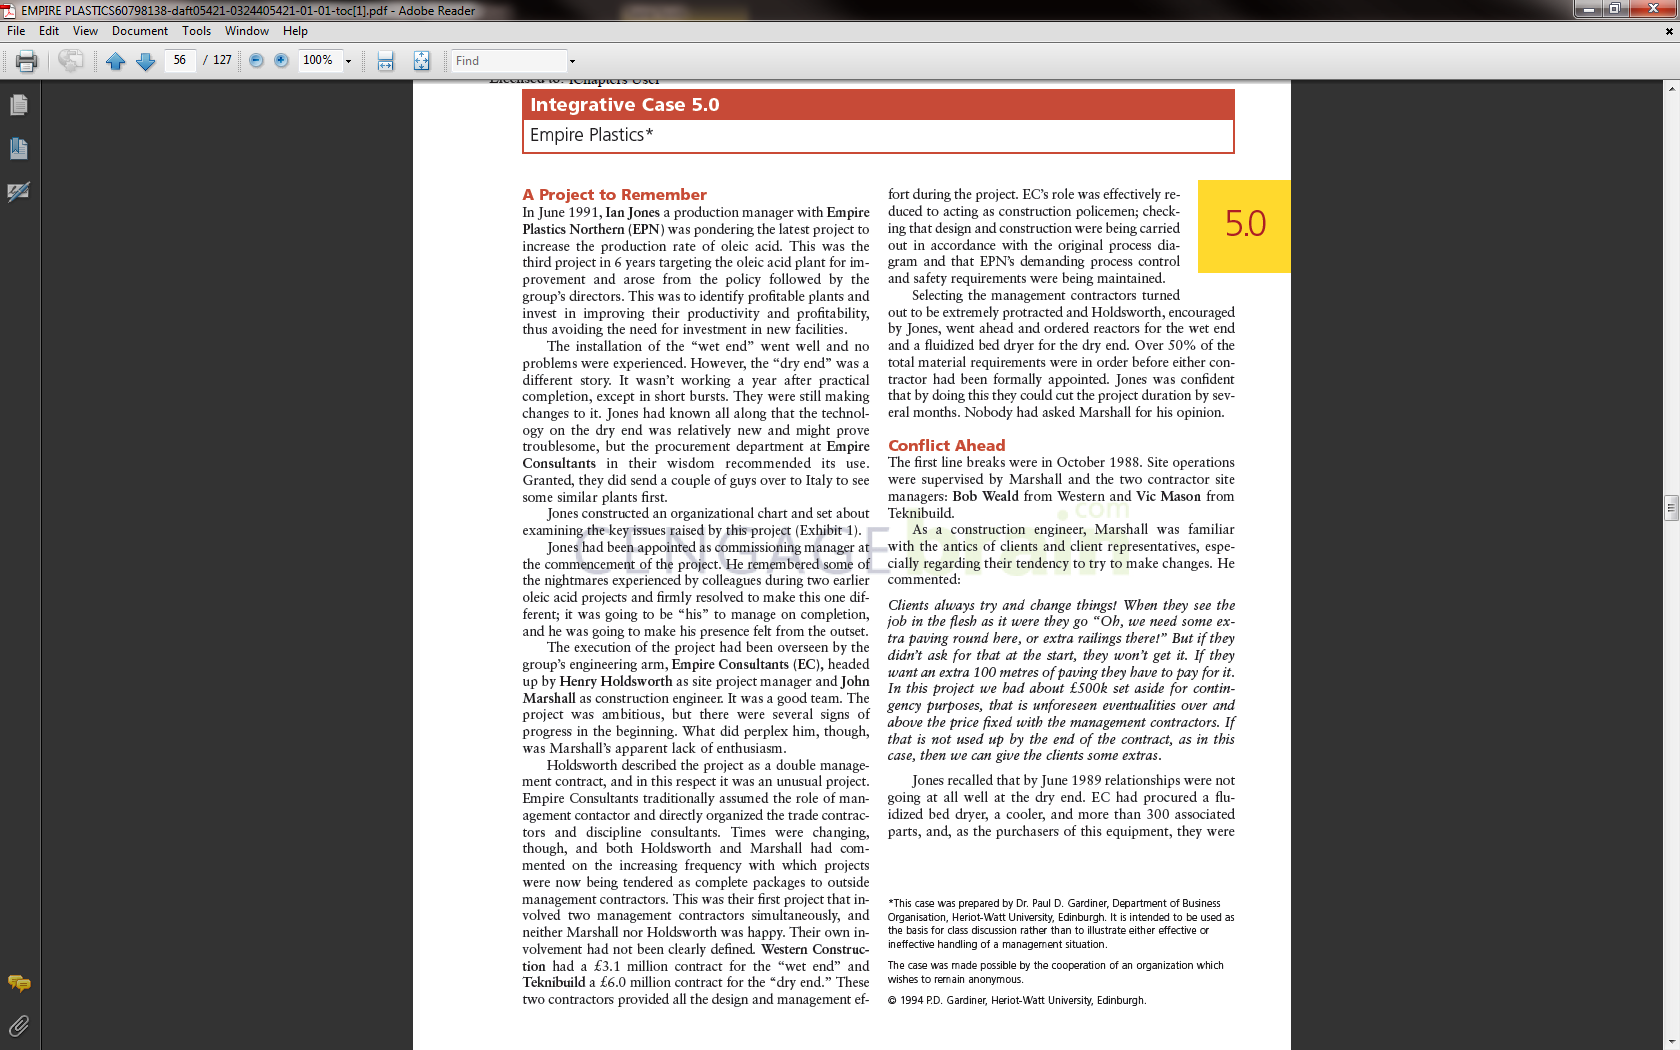 EMPIRE PLASTICS60798138-daft05421-0324405421-01-01-toc[1].pdf - Adobe Reader
File Edit View Document Tools Window Help
56 / 127 100% Find
Licensed to: iChapters User
Integrative Case 5.0
Empire Plastics*
A Project to Remember
In June 1991, Ian Jones a production manager with Empire
Plastics Northern (EPN) was pondering the latest project to
increase the production rate of oleic acid. This was the
third project in 6 years targeting the oleic acid plant for im-
provement and arose from the policy followed by the
group's directors. This was to identify profitable plants and
invest in improving their productivity and profitability,
thus avoiding the need for investment in new facilities.
The installation of the “wet end” went well and no
problems were experienced. However, the “dry end” was a
different story. It wasn't working a year after practical
completion, except in short bursts. They were still making
changes to it. Jones had known all along that the technol-
ogy on the dry end was relatively new and might prove
troublesome, but the procurement department at Empire
Consultants in their wisdom recommended its use.
Granted, they did send a couple of guys over to Italy to see
some similar plants first.
Jones constructed an organizational chart and set about
examining the key issues raised by this project (Exhibit 1).
Jones had been appointed as commissioning manager at
the commencement of the project. He remembered some of
the nightmares experienced by colleagues during two earlier
oleic acid projects and firmly resolved to make this one dif-
ferent; it was going to be “his” to manage on completion,
and he was going to make his presence felt from the outset.
The execution of the project had been overseen by the
group's engineering arm, Empire Consultants (EC), headed
up by Henry Holdsworth as site project manager and John
Marshall as construction engineer. It was a good team. The
project was ambitious, but there were several signs of
progress in the beginning. What did perplex him, though,
was Marshall's apparent lack of enthusiasm.
Holdsworth described the project as a double manage-
ment contract, and in this respect it was an unusual project.
Empire Consultants traditionally assumed the role of man-
agement contactor and directly organized the trade contrac-
tors and discipline consultants. Times were changing,
though, and both Holdsworth and Marshall had com-
mented on the increasing frequency with which projects
were now being tendered as complete packages to outside
management contractors. This was their first project that in-
volved two management contractors simultaneously, and
neither Marshall nor Holdsworth was happy. Their own in-
volvement had not been clearly defined. Western Construc-
tion had a £3.1 million contract for the “wet end” and
Teknibuild a £6.0 million contract for the “dry end.” These
two contractors provided all the design and management ef-
fort during the project. EC's role was effectively re-
duced to acting as construction policemen; check-
ing that design and construction were being carried
out in accordance with the original process dia-
gram and that EPN's demanding process control
and safety requirements were being maintained.
Selecting the management contractors turned
out to be extremely protracted and Holdsworth, encouraged
by Jones, went ahead and ordered reactors for the wet end
and a fluidized bed dryer for the dry end. Over 50% of the
total material requirements were in order before either con-
tractor had been formally appointed. Jones was confident
that by doing this they could cut the project duration by sev-
eral months. Nobody had asked Marshall for his opinion.
5.0
Conflict Ahead
The first line breaks were in October 1988. Site operations
were supervised by Marshall and the two contractor site
managers: Bob Weald from Western and Vic Mason from
Teknibuild.
As a construction engineer, Marshall was familiar
with the antics of clients and client representatives, espe-
cially regarding their tendency to try to make changes. He
commented:
Clients always try and change things! When they see the
job in the flesh as it were they go “Oh, we need some ex-
tra paving round here, or extra railings there!” But if they
didn't ask for that at the start, they won't get it. If they
want an extra 100 metres of paving they have to pay for it.
In this project we had about £500k set aside for contin-
gency purposes, that is unforeseen eventualities over and
above the price fixed with the management contractors. If
that is not used up by the end of the contract, as in this
case, then we can give the clients some extras.
Jones recalled that by June 1989 relationships were not
going at all well at the dry end. EC had procured a flu-
idized bed dryer, a cooler, and more than 300 associated
parts, and, as the purchasers of this equipment, they were
*This case was prepared by Dr. Paul D. Gardiner, Department of Business
Organisation, Heriot-Watt University, Edinburgh. It is intended to be used as
the basis for class discussion rather than to illustrate either effective or
ineffective handling of a management situation.
The case was made possible by the cooperation of an organization which
wishes to remain anonymous.
© 1994 P.D. Gardiner, Heriot-Watt University, Edinburgh.
CENGAGE brain .com